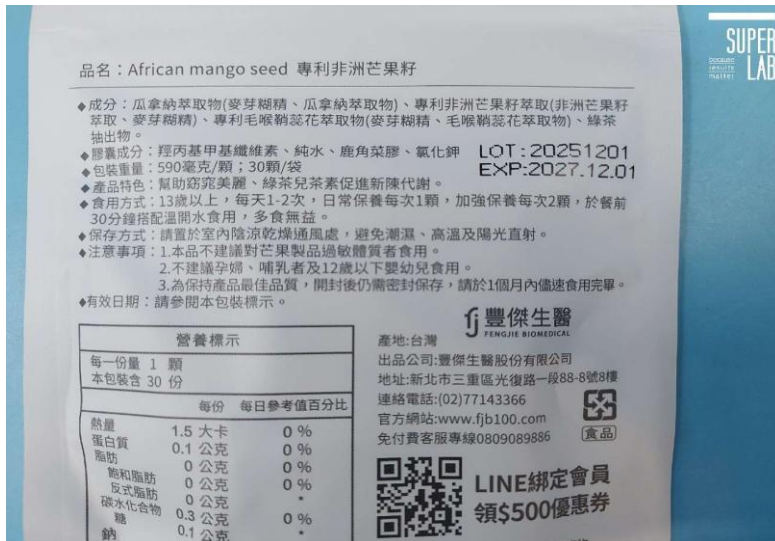 SUPER LAB
because
results
matter
品名：African mango seed 專利非洲芒果籽
◆成分：瓜拿納萃取物(麥芽糊精、瓜拿納萃取物)、專利非洲芒果籽萃取(非洲芒果籽
萃取、麥芽糊精)、專利毛喉鞘蕊花萃取物(麥芽糊精、毛喉鞘蕊花萃取物)、綠茶
抽出物。
◆膠囊成分：羥丙基甲基纖維素、純水、鹿角菜膠、氯化鉀
LOT:20251201
◆包裝重量：590毫克/顆；30顆/袋
EXP:2027.12.01
◆產品特色：幫助窈窕美麗、綠茶兒茶素促進新陳代謝。
◆食用方式：13歲以上，每天1-2次，日常保養每次1顆，加強保養每次2顆，於餐前
30分鐘搭配溫開水食用，多食無益。
◆保存方式：請置於室內陰涼乾燥通風處，避免潮濕、高溫及陽光直射。
◆注意事項：1.本品不建議對芒果製品過敏體質者食用。
2.不建議孕婦、哺乳者及12歲以下嬰幼兒食用。
3.為保持產品最佳品質，開封後仍需密封保存，請於1個月內儘速食用完畢。
◆有效日期：請參閱本包裝標示。
營養標示
每一份量 1 顆
本包裝含 30 份
每份 每日參考值百分比
熱量 1.5 大卡 0 %
蛋白質 0.1 公克 0 %
脂肪 0 公克 0 %
飽和脂肪 0 公克 0 %
反式脂肪 0 公克 *
碳水化合物 0.3 公克 0 %
糖 0.1 公克 *
鈉
豐傑生醫
FENGJIE BIOMEDICAL
產地:台灣
出品公司:豐傑生醫股份有限公司
地址:新北市三重區光復路一段88-8號8樓
連絡電話:(02)77143366
官方網站:www.fjb100.com
免付費客服專線0809089886
食品
LINE綁定會員
領$500優惠券